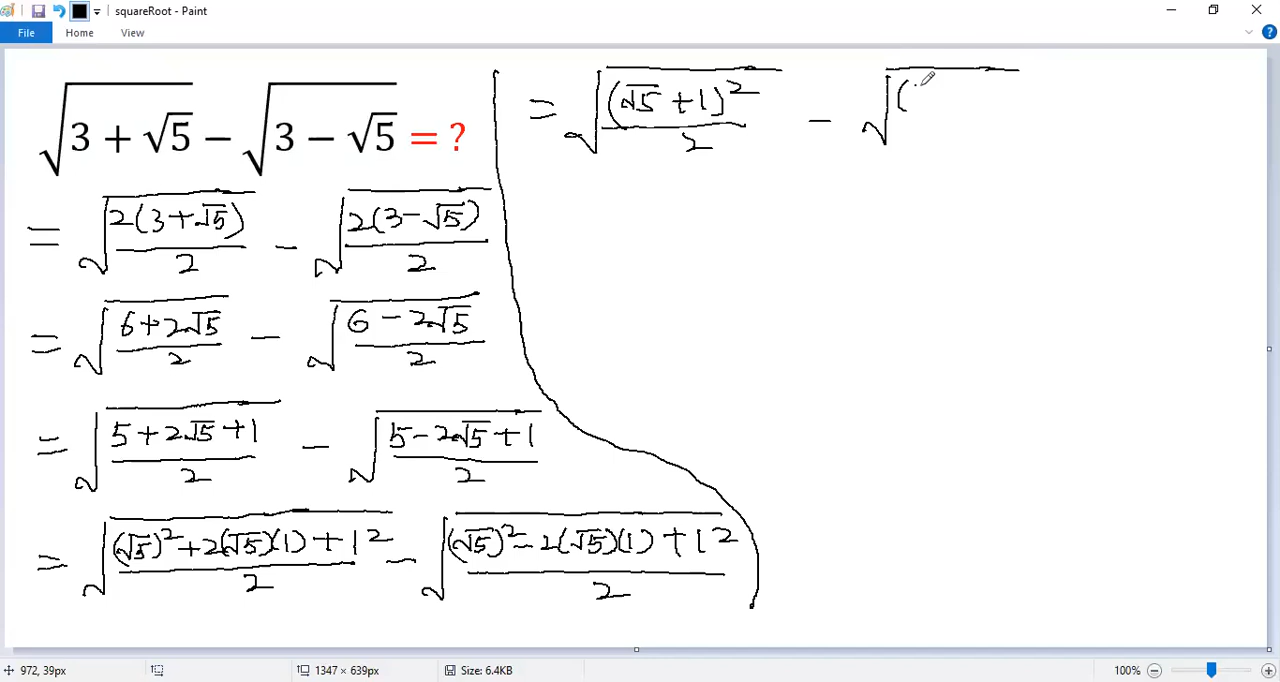 squareRoot - Paint
File Home View
√(3 + √5) − √(3 − √5) = ?
= √(2(3+√5)/2) − √(2(3−√5)/2)
= √((6+2√5)/2) − √((6−2√5)/2)
= √((5+2√5+1)/2) − √((5−2√5+1)/2)
= √(((√5)²+2(√5)(1)+1²)/2) − √(((√5)²−2(√5)(1)+1²)/2)
= √((√5+1)²/2) − √(
972, 39px 1347 × 639px Size: 6.4KB 100%